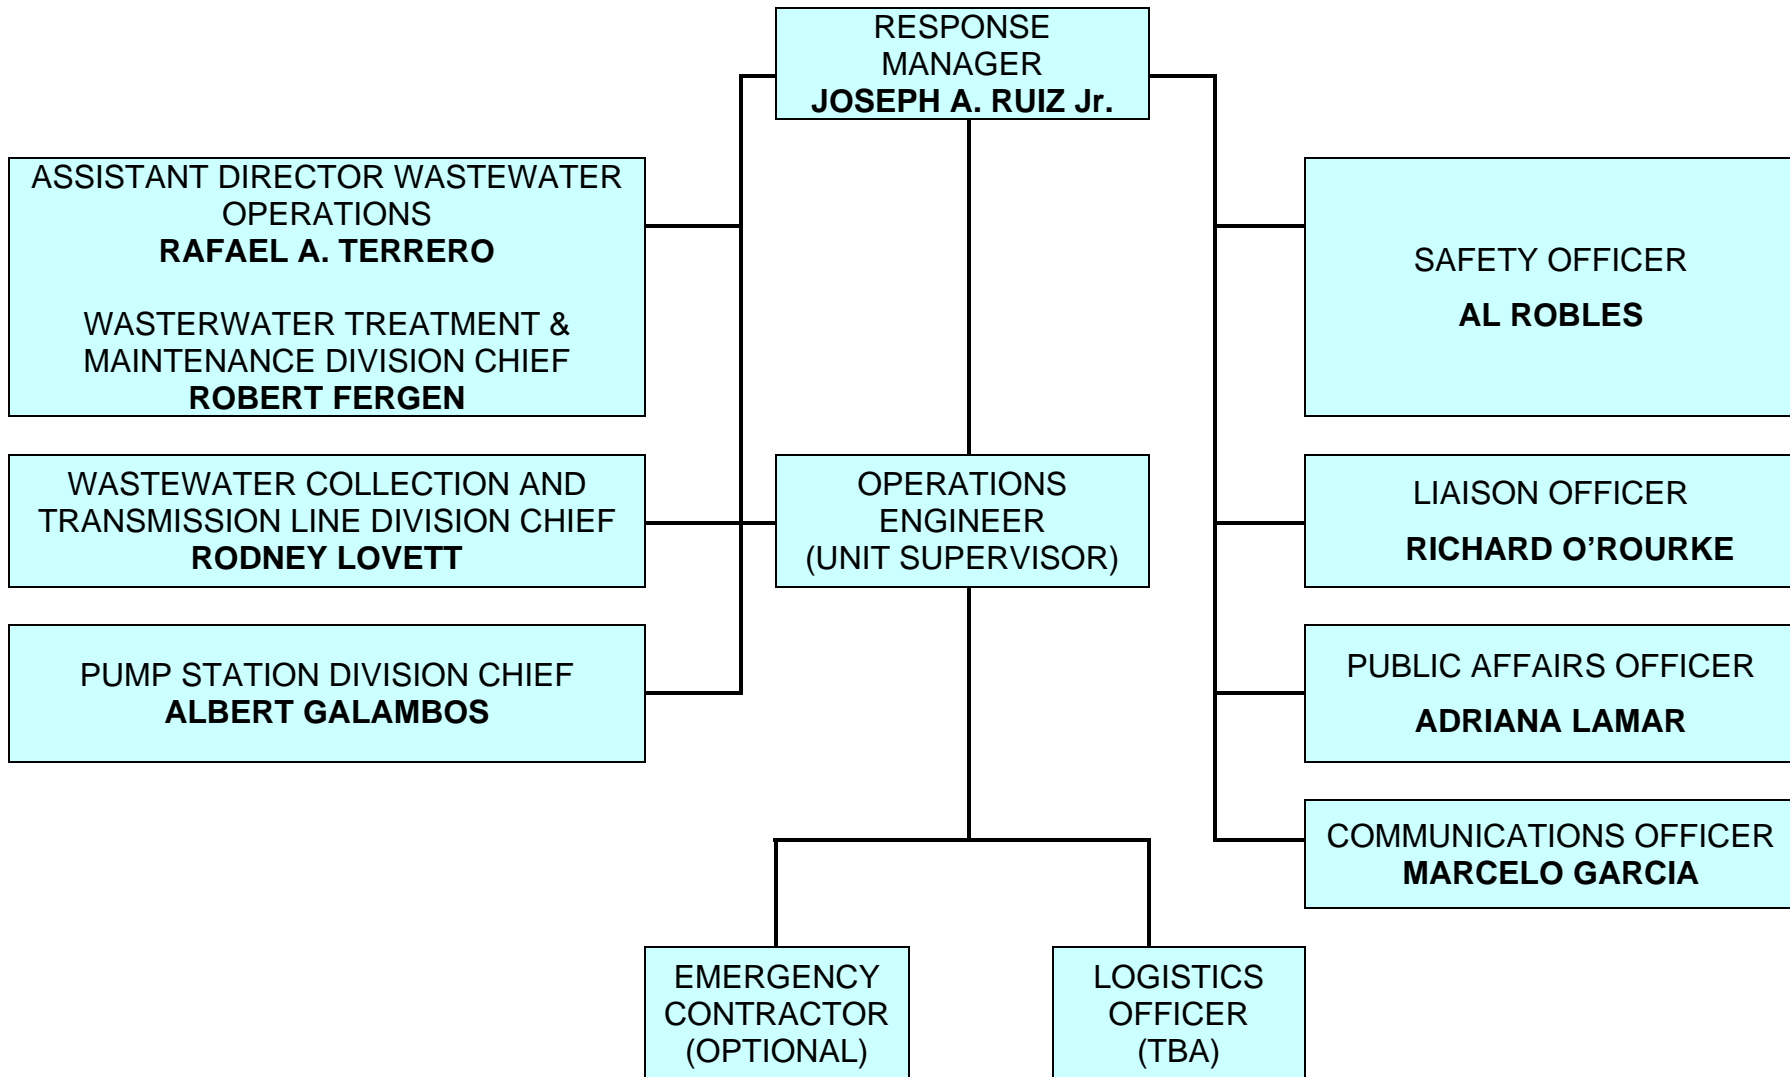 RESPONSE
MANAGER
JOSEPH A. RUIZ Jr.
ASSISTANT DIRECTOR WASTEWATER
OPERATIONS
RAFAEL A. TERRERO
WASTERWATER TREATMENT &
MAINTENANCE DIVISION CHIEF
ROBERT FERGEN
SAFETY OFFICER
AL ROBLES
WASTEWATER COLLECTION AND
TRANSMISSION LINE DIVISION CHIEF
RODNEY LOVETT
OPERATIONS
ENGINEER
(UNIT SUPERVISOR)
LIAISON OFFICER
RICHARD O’ROURKE
PUMP STATION DIVISION CHIEF
ALBERT GALAMBOS
PUBLIC AFFAIRS OFFICER
ADRIANA LAMAR
COMMUNICATIONS OFFICER
MARCELO GARCIA
EMERGENCY
CONTRACTOR
(OPTIONAL)
LOGISTICS
OFFICER
(TBA)